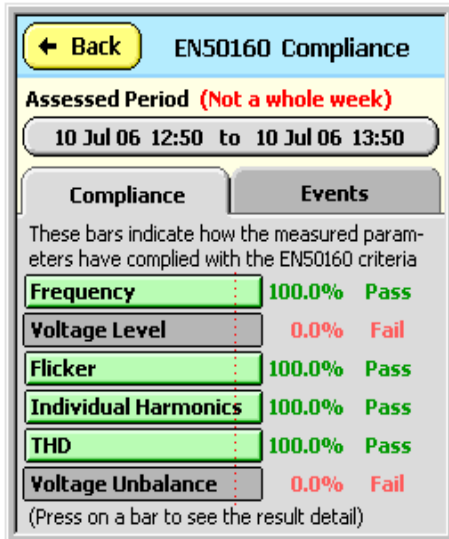 Back EN50160 Compliance
Assessed Period (Not a whole week)
10 Jul 06 12:50 to 10 Jul 06 13:50
Compliance Events
These bars indicate how the measured param-
eters have complied with the EN50160 criteria
Frequency 100.0% Pass
Voltage Level 0.0% Fail
Flicker 100.0% Pass
Individual Harmonics 100.0% Pass
THD 100.0% Pass
Voltage Unbalance 0.0% Fail
(Press on a bar to see the result detail)